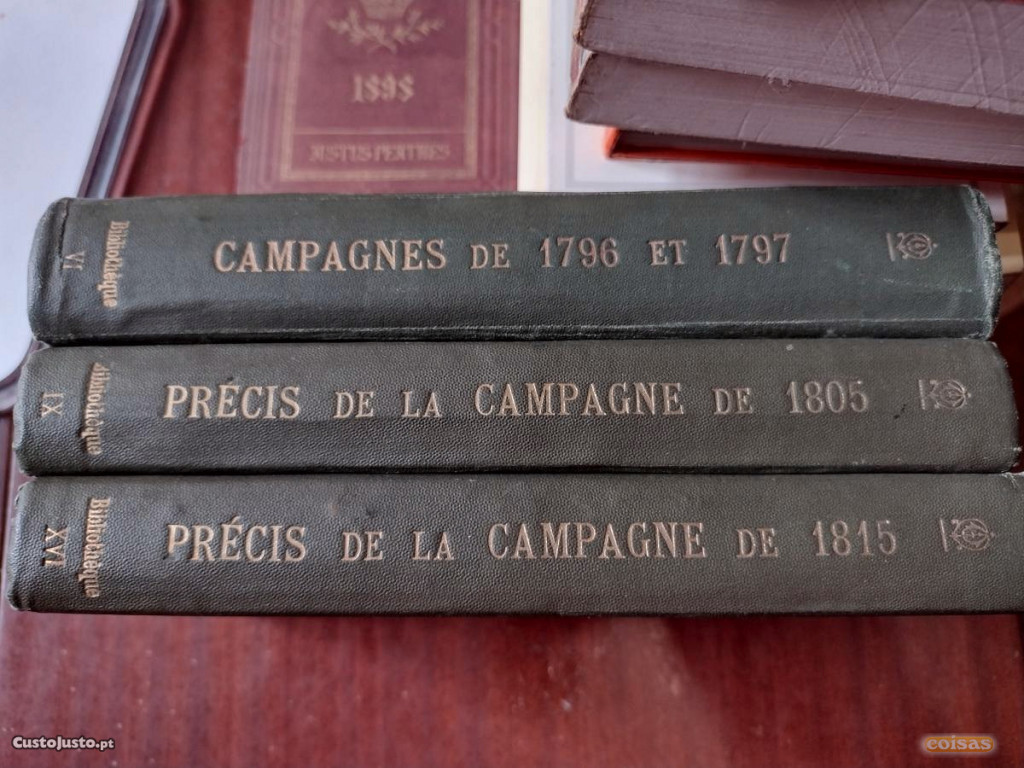 1898
JUSTUS PERTHES
Bibliothèque
VI
CAMPAGNES DE 1796 ET 1797
Bibliothèque
IX
PRÉCIS DE LA CAMPAGNE DE 1805
Bibliothèque
XVI
PRÉCIS DE LA CAMPAGNE DE 1815
CustoJusto.pt
coisas